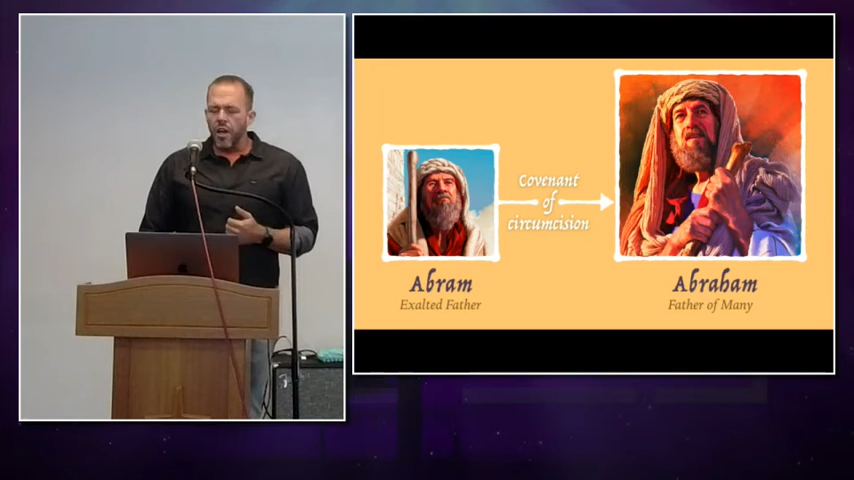 Covenant
of
circumcision
Abram
Exalted Father
Abraham
Father of Many